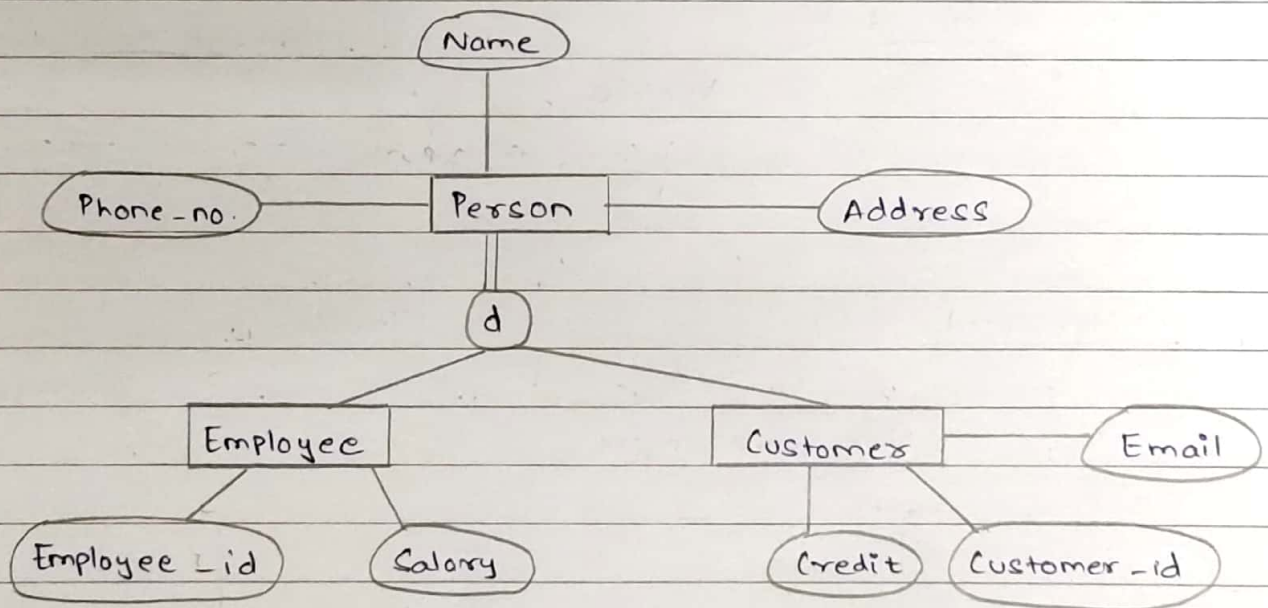 Name
Phone_no.
Person
Address
d
Employee
Customer
Email
Employee_id
Salary
Credit
Customer_id